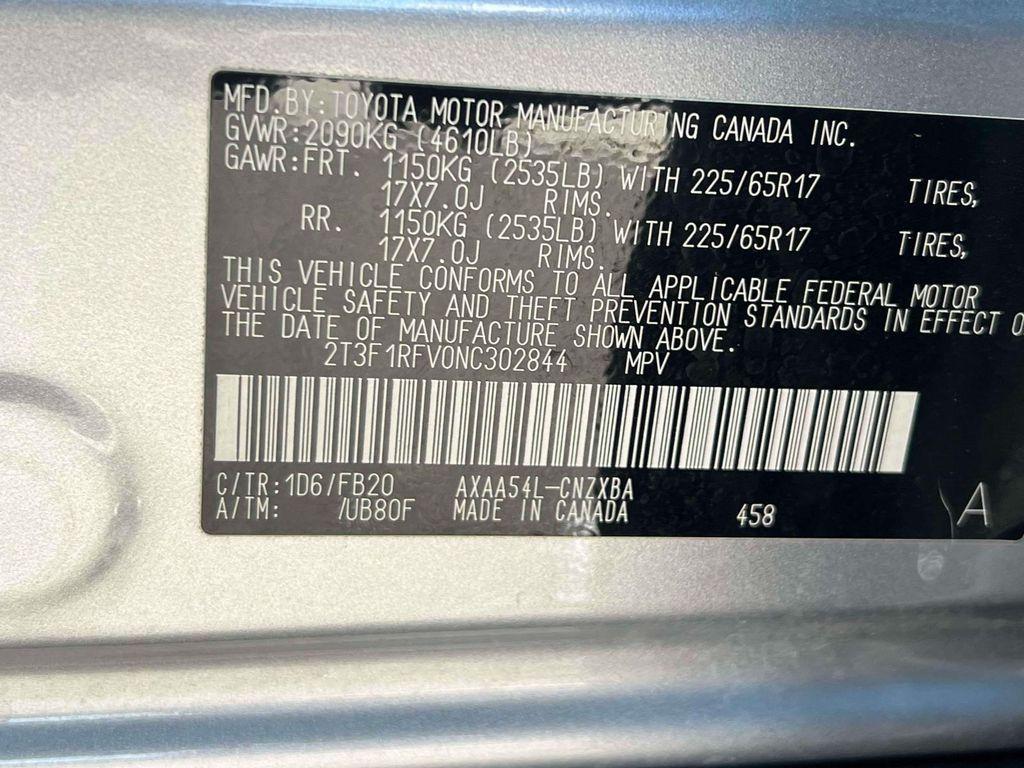 MFD.BY:TOYOTA MOTOR MANUFACTURING CANADA INC.
GVWR:2090KG (4610LB)
GAWR:FRT. 1150KG (2535LB) WITH 225/65R17 TIRES,
17X7.0J RIMS.
RR. 1150KG (2535LB) WITH 225/65R17 TIRES,
17X7.0J RIMS.
THIS VEHICLE CONFORMS TO ALL APPLICABLE FEDERAL MOTOR
VEHICLE SAFETY AND THEFT PREVENTION STANDARDS IN EFFECT O
THE DATE OF MANUFACTURE SHOWN ABOVE.
2T3F1RFV0NC302844 MPV
C/TR:1D6/FB20 AXAA54L-CNZXBA
A/TM: /UB80F MADE IN CANADA 458 A